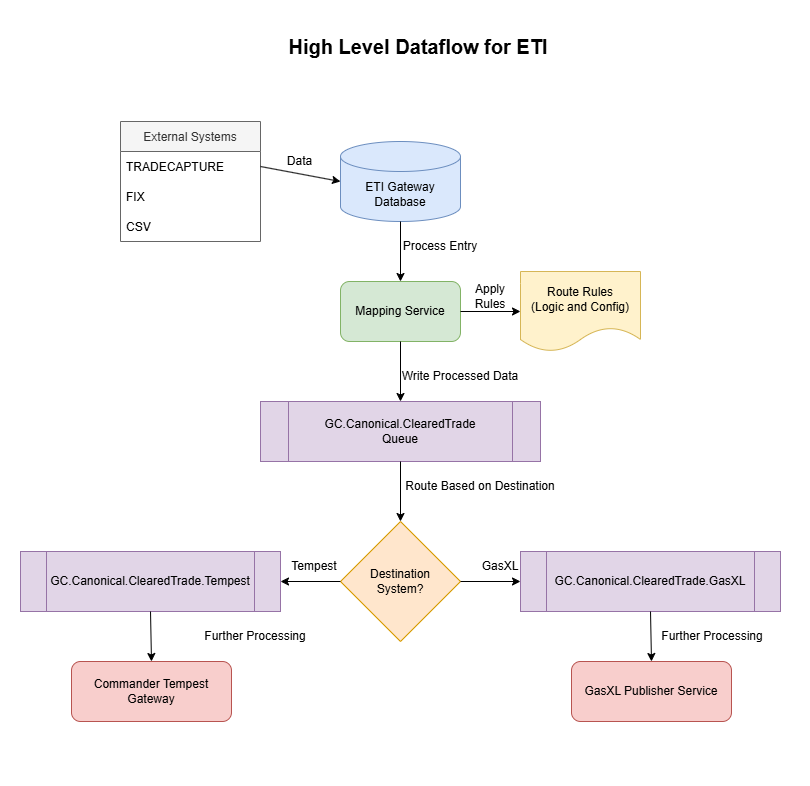 High Level Dataflow for ETI
External Systems
TRADECAPTURE
FIX
CSV
Data
ETI Gateway
Database
Process Entry
Mapping Service
Apply
Rules
Route Rules
(Logic and Config)
Write Processed Data
GC.Canonical.ClearedTrade
Queue
Route Based on Destination
Destination
System?
Tempest
GasXL
GC.Canonical.ClearedTrade.Tempest
GC.Canonical.ClearedTrade.GasXL
Further Processing
Further Processing
Commander Tempest
Gateway
GasXL Publisher Service